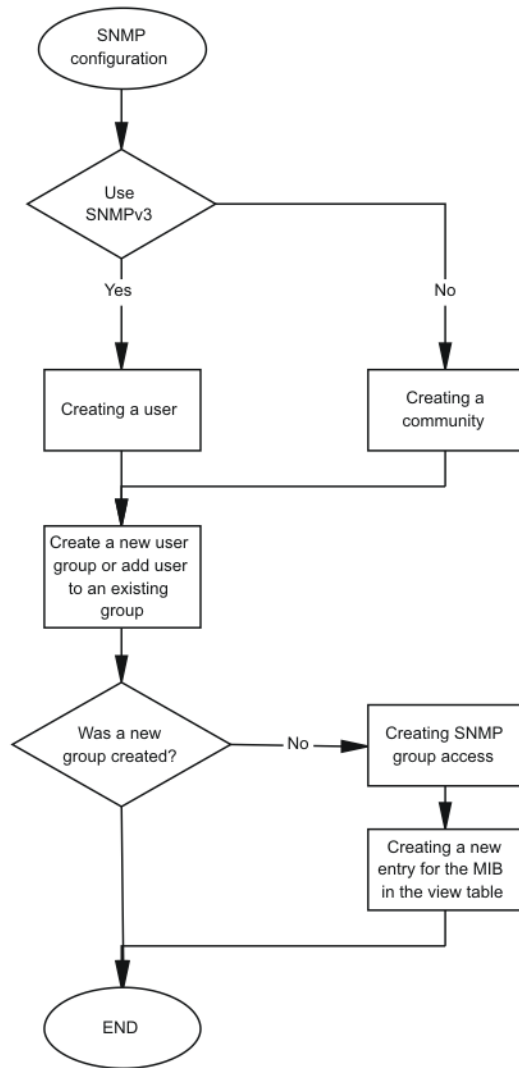 SNMP
configuration
Use
SNMPv3
Yes
No
Creating a user
Creating a
community
Create a new user
group or add user
to an existing
group
Was a new
group created?
No
Creating SNMP
group access
Creating a new
entry for the MIB
in the view table
END